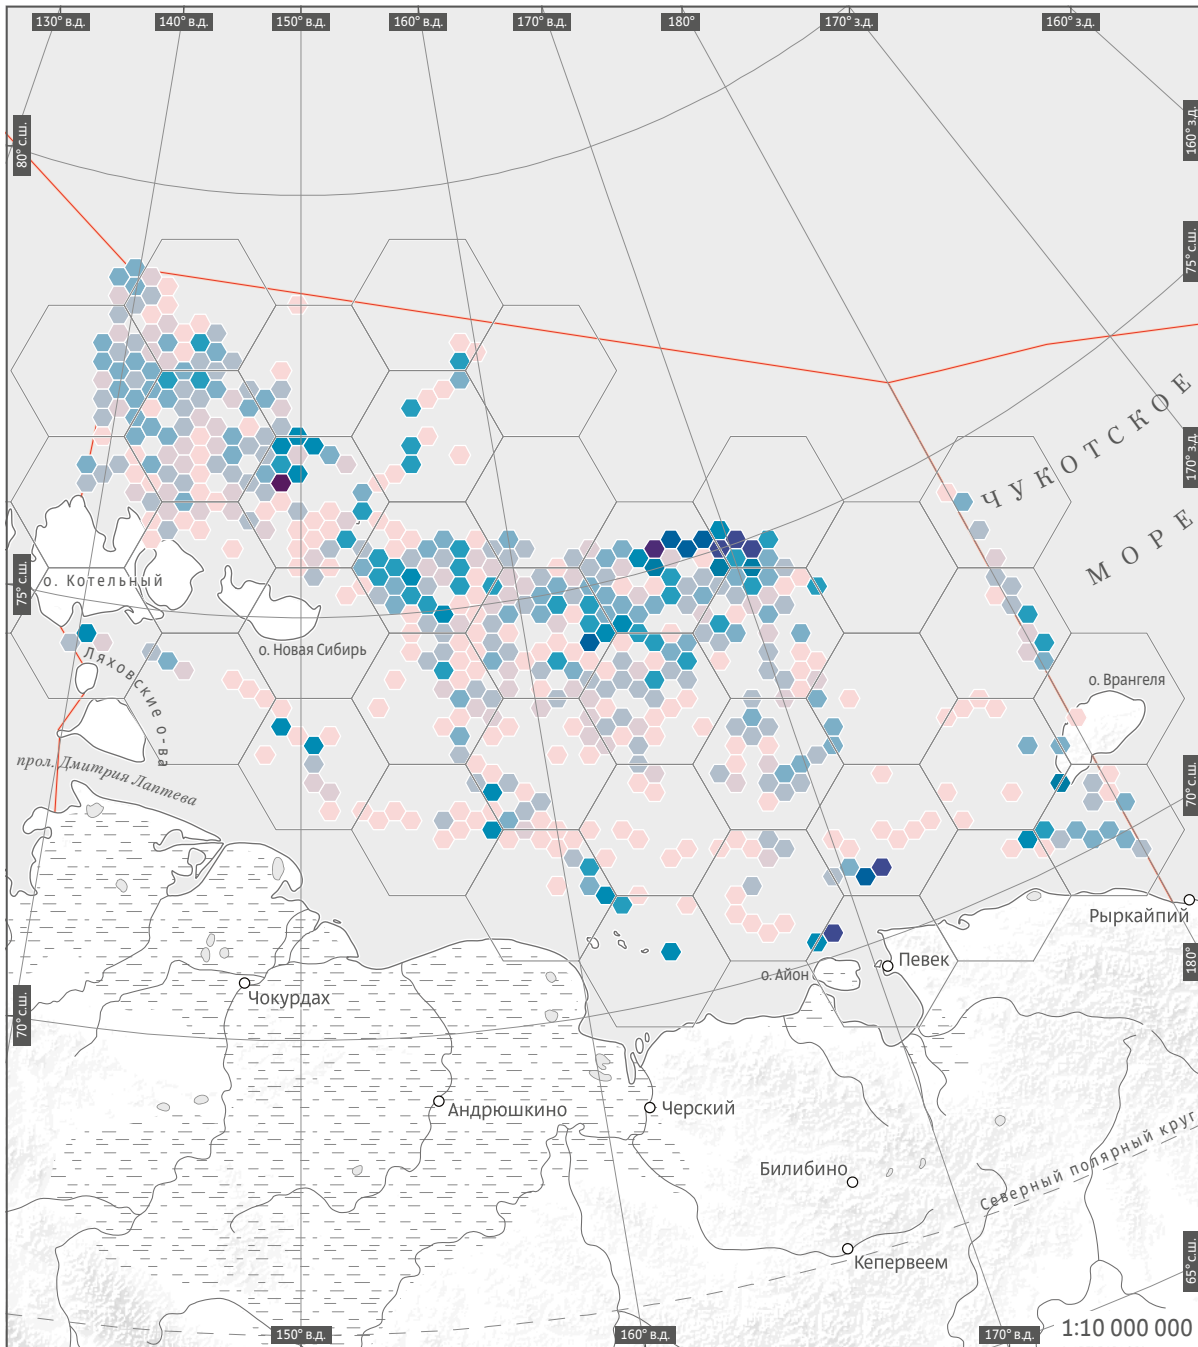 130° в.д.
140° в.д.
150° в.д.
160° в.д.
170° в.д.
180°
170° з.д.
160° з.д.
80° с.ш.
160° з.д.
75° с.ш.
ЧУКОТСКОЕ
170° з.д.
МОРЕ
75° с.ш.
о. Котельный
о. Новая Сибирь
Ляховские о-ва
о. Врангеля
прол. Дмитрия Лаптева
70° с.ш.
Рыркайпий
Певек
180°
о. Айон
Чокурдах
70° с.ш.
Андрюшкино
Черский
Северный полярный круг
Билибино
Кепервеем
65° с.ш.
150° в.д.
160° в.д.
170° в.д.
1:10 000 000